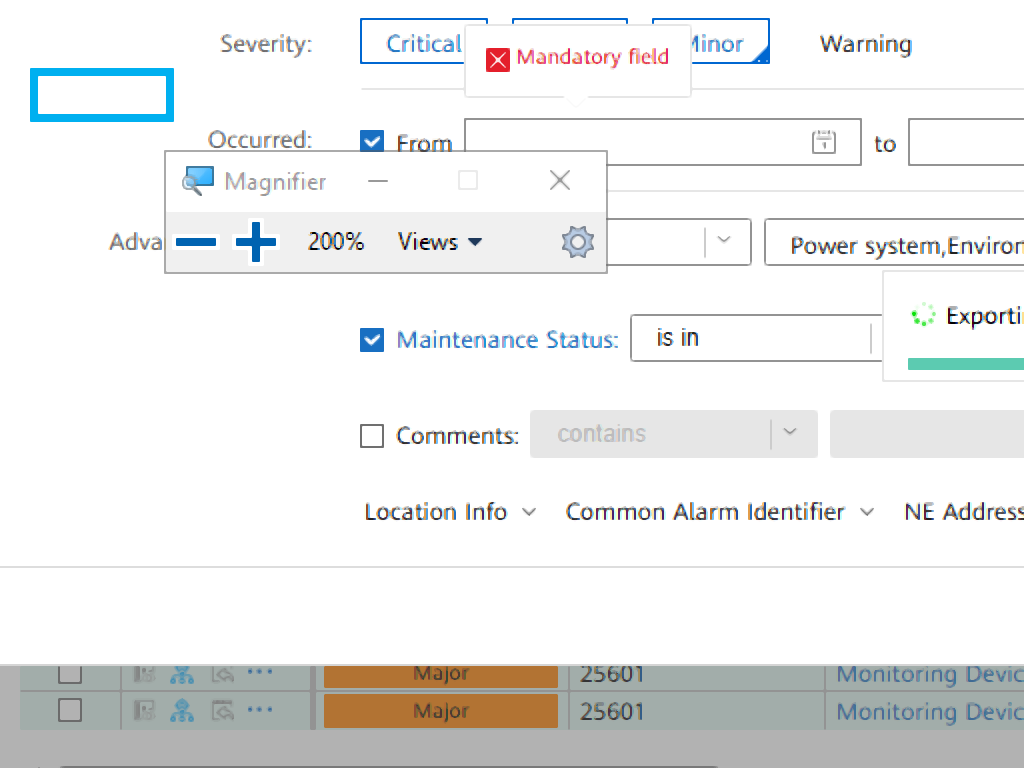 Severity: Critical Minor Warning
Mandatory field
Occurred: From to
Magnifier
200% Views
Power system,Environ
Exporti
Maintenance Status: is in
Comments: contains
Location Info Common Alarm Identifier NE Address
Major 25601 Monitoring Devic
Major 25601 Monitoring Devic